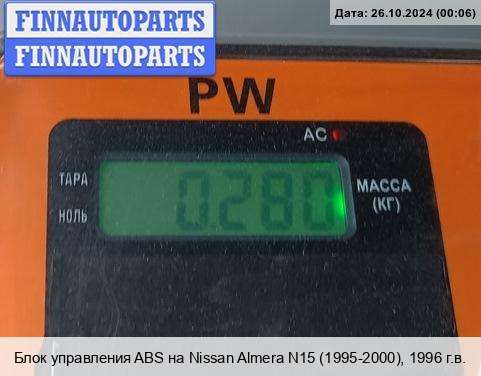 FINNAUTOPARTS
FINNAUTOPARTS
Дата: 26.10.2024 (00:06)
PW
AC
ТАРА
НОЛЬ
0.280
МАССА
(КГ)
Блок управления ABS на Nissan Almera N15 (1995-2000), 1996 г.в.